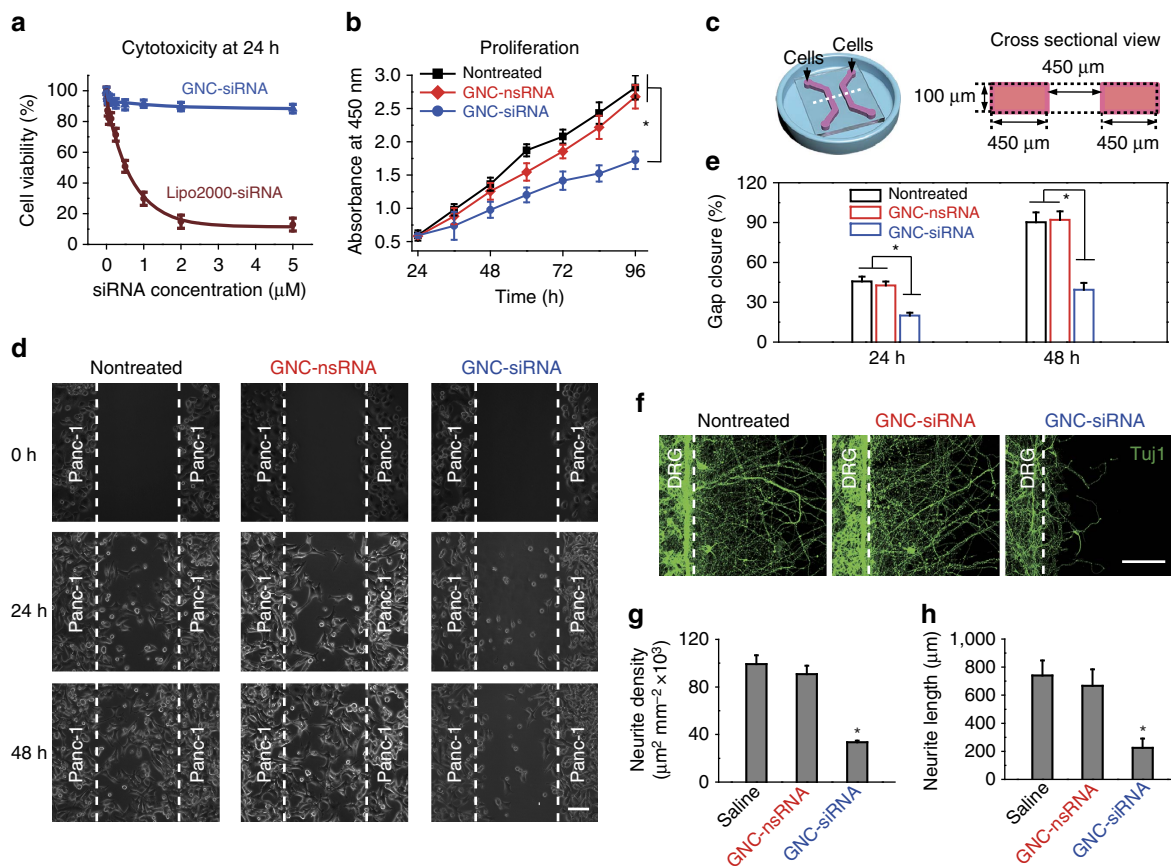 a
Cytotoxicity at 24 h
100
80
60
40
20
0
Cell viability (%)
GNC-siRNA
Lipo2000-siRNA
0 1 2 3 4 5
siRNA concentration (μM)
b
Proliferation
3.0
2.5
2.0
1.5
1.0
0.5
Absorbance at 450 nm
Nontreated
GNC-nsRNA
GNC-siRNA
*
24 48 72 96
Time (h)
c
Cells
Cells
Cross sectional view
450 μm
100 μm
450 μm 450 μm
d
Nontreated GNC-nsRNA GNC-siRNA
0 h
Panc-1 Panc-1 Panc-1 Panc-1 Panc-1 Panc-1
24 h
Panc-1 Panc-1 Panc-1 Panc-1 Panc-1 Panc-1
48 h
Panc-1 Panc-1 Panc-1 Panc-1 Panc-1 Panc-1
e
120
90
60
30
0
Gap closure (%)
Nontreated
GNC-nsRNA
GNC-siRNA
*
*
24 h 48 h
f
Nontreated GNC-siRNA GNC-siRNA
DRG DRG DRG
Tuj1
g
120
80
40
0
Neurite density
(μm² mm⁻² ×10³)
*
Saline GNC-nsRNA GNC-siRNA
h
1,000
800
600
400
200
0
Neurite length (μm)
*
Saline GNC-nsRNA GNC-siRNA